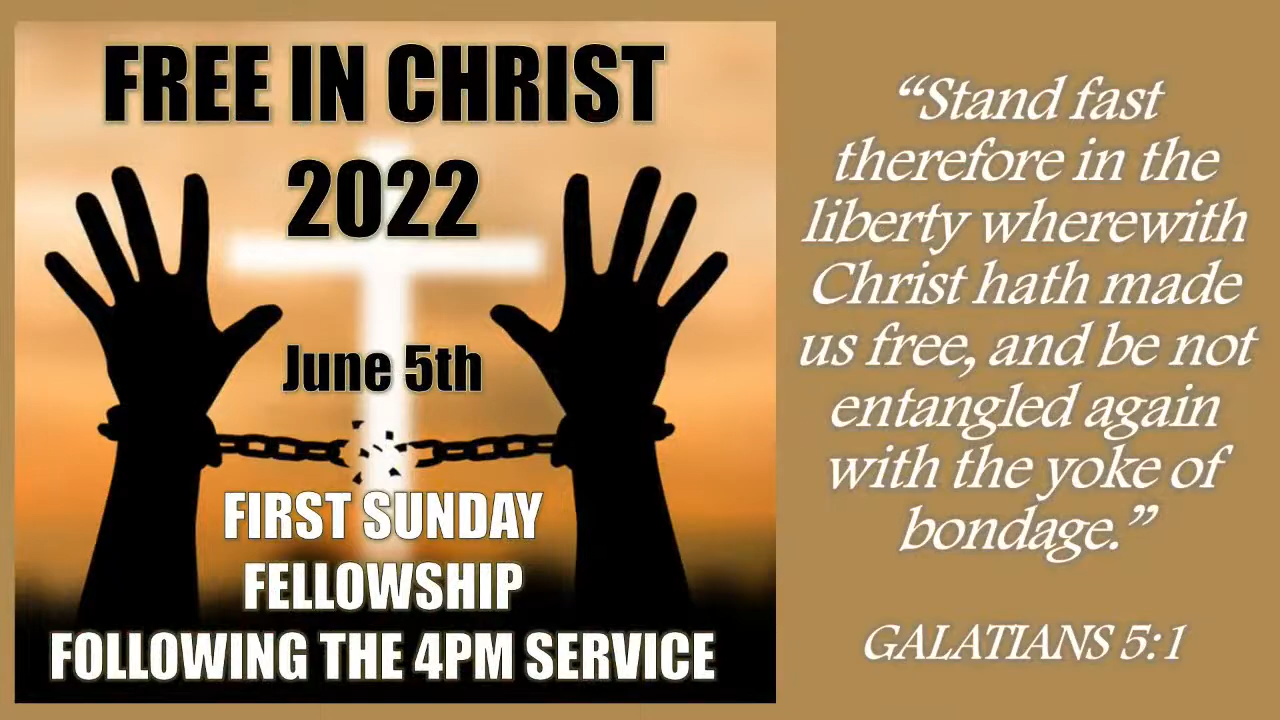 FREE IN CHRIST
2022
June 5th
FIRST SUNDAY
FELLOWSHIP
FOLLOWING THE 4PM SERVICE
“Stand fast
therefore in the
liberty wherewith
Christ hath made
us free, and be not
entangled again
with the yoke of
bondage.”
GALATIANS 5:1